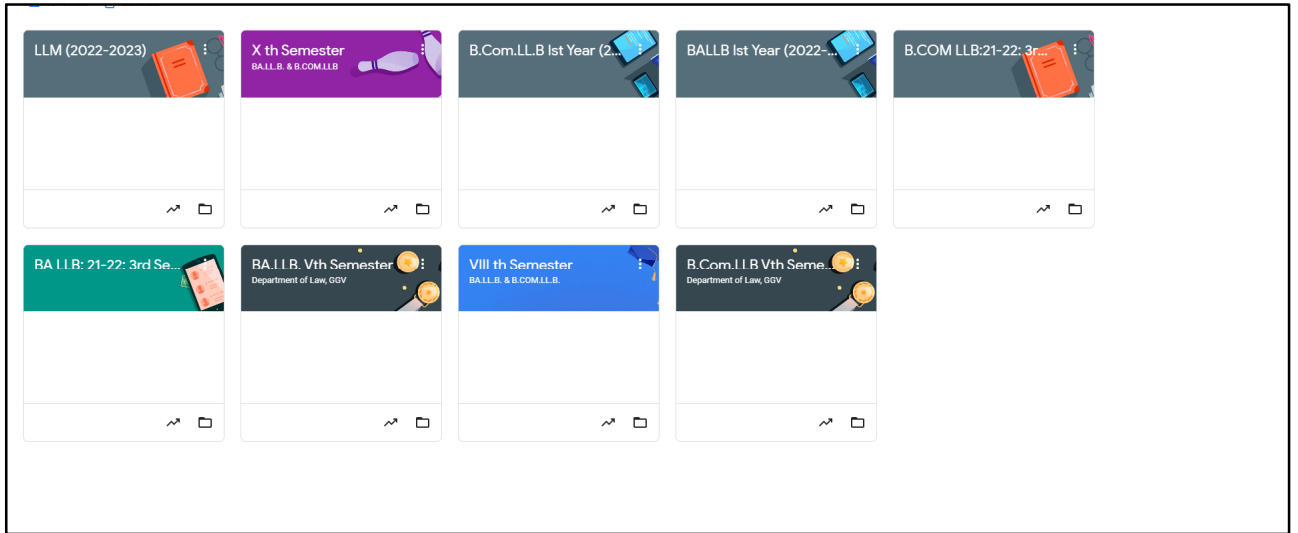 LLM (2022-2023)
X th Semester
BA.LL.B. & B.COM.LLB
B.Com.LL.B Ist Year (2...
BALLB Ist Year (2022-...
B.COM LLB:21-22: 3r...
BA LLB: 21-22: 3rd Se...
BA.LLB. Vth Semester
Department of Law, GGV
VIII th Semester
BA.LL.B. & B.COM.LL.B.
B.Com.LLB Vth Seme...
Department of Law, GGV